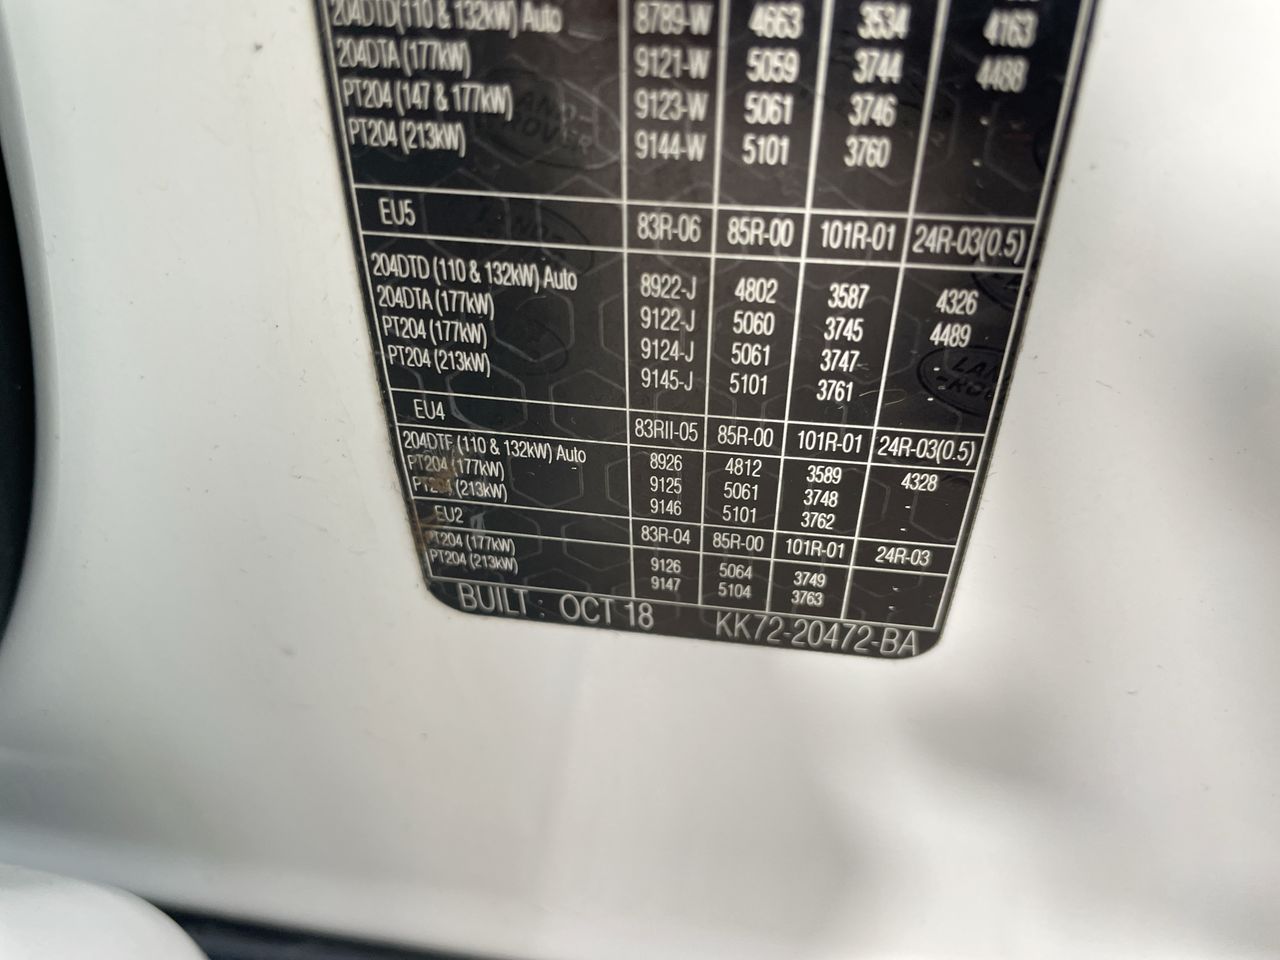 204DTD(110 & 132kW) Auto 8789-W 4663 3534 4163
204DTA (177kW) 9121-W 5059 3744 4488
PT204 (147 & 177kW) 9123-W 5061 3746 -
PT204 (213kW) 9144-W 5101 3760 -
EU5 83R-06 85R-00 101R-01 24R-03(0.5)
204DTD (110 & 132kW) Auto 8922-J 4802 3587 4326
204DTA (177kW) 9122-J 5060 3745 4489
PT204 (177kW) 9124-J 5061 3747 -
PT204 (213kW) 9145-J 5101 3761 -
EU4 83RII-05 85R-00 101R-01 24R-03(0.5)
204DTF (110 & 132kW) Auto 8926 4812 3589 4328
PT204 (177kW) 9125 5061 3748 -
PT204 (213kW) 9146 5101 3762 -
EU2 83R-04 85R-00 101R-01 24R-03
PT204 (177kW) 9126 5064 3749 -
PT204 (213kW) 9147 5104 3763 -
BUILT : OCT 18 KK72-20472-BA